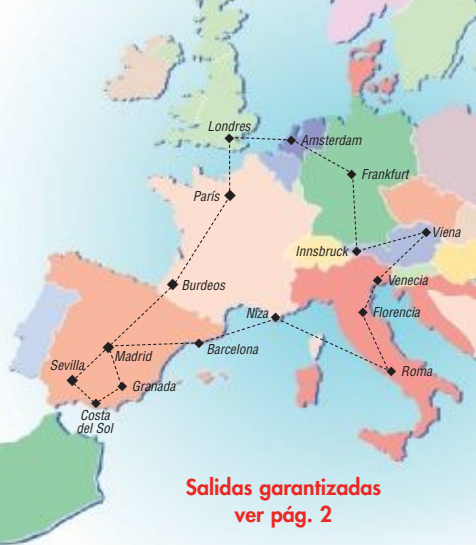 Londres
Amsterdam
París
Frankfurt
Viena
Innsbruck
Burdeos
Venecia
Niza
Florencia
Madrid
Barcelona
Sevilla
Granada
Roma
Costa
del Sol
Salidas garantizadas
ver pág. 2